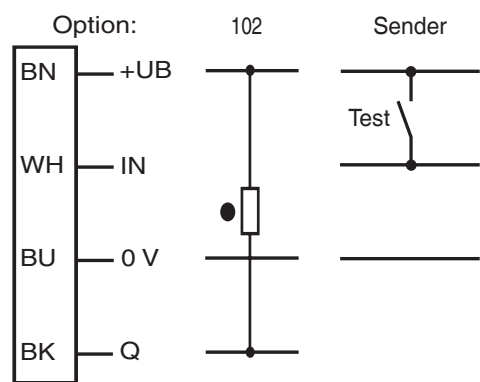 Option: 102 Sender
BN +UB
Test
WH IN
BU 0 V
BK Q